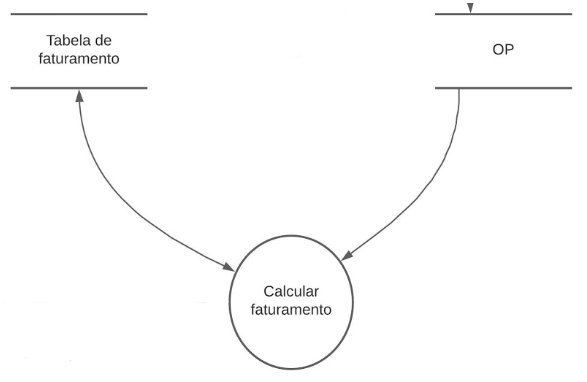 Tabela de
faturamento
OP
Calcular
faturamento